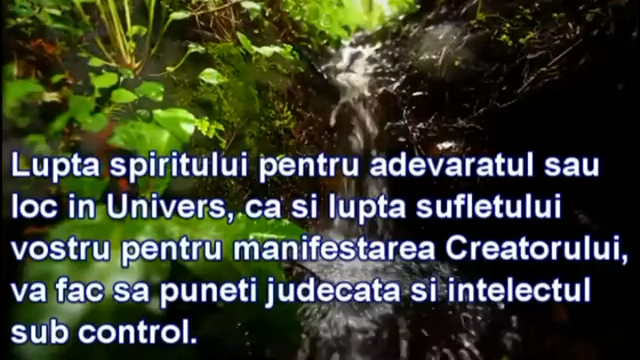 Lupta spiritului pentru adevaratul sau
loc in Univers, ca si lupta sufletului
vostru pentru manifestarea Creatorului,
va fac sa puneti judecata si intelectul
sub control.